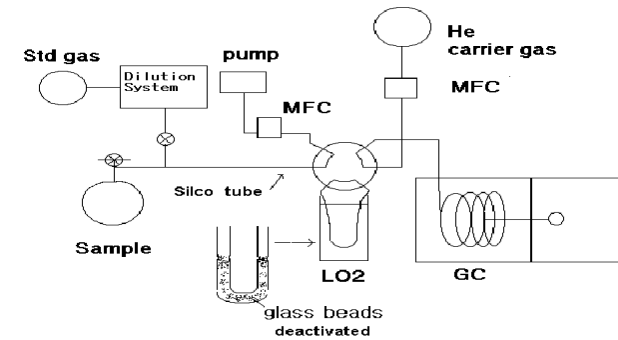 Std gas
Dilution
System
pump
MFC
He
carrier gas
MFC
Silco tube
Sample
LO2
GC
glass beads
deactivated